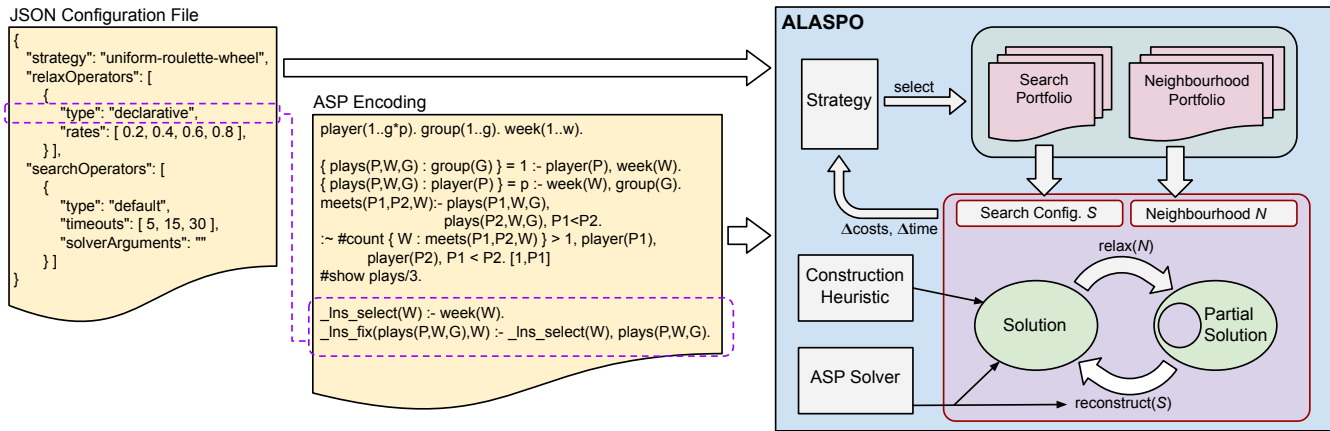 JSON Configuration File
{
"strategy": "uniform-roulette-wheel",
"relaxOperators": [
{
"type": "declarative",
"rates": [ 0.2, 0.4, 0.6, 0.8 ],
} ],
"searchOperators": [
{
"type": "default",
"timeouts": [ 5, 15, 30 ],
"solverArguments": ""
} ]
}
ASP Encoding
player(1..g*p). group(1..g). week(1..w).
{ plays(P,W,G) : group(G) } = 1 :- player(P), week(W).
{ plays(P,W,G) : player(P) } = p :- week(W), group(G).
meets(P1,P2,W):- plays(P1,W,G),
plays(P2,W,G), P1<P2.
:~ #count { W : meets(P1,P2,W) } > 1, player(P1),
player(P2), P1 < P2. [1,P1]
#show plays/3.
_lns_select(W) :- week(W).
_lns_fix(plays(P,W,G),W) :- _lns_select(W), plays(P,W,G).
ALASPO
Strategy
select
Search
Portfolio
Neighbourhood
Portfolio
Search Config. S
Neighbourhood N
Δcosts, Δtime
relax(N)
Construction
Heuristic
Solution
Partial
Solution
ASP Solver
reconstruct(S)